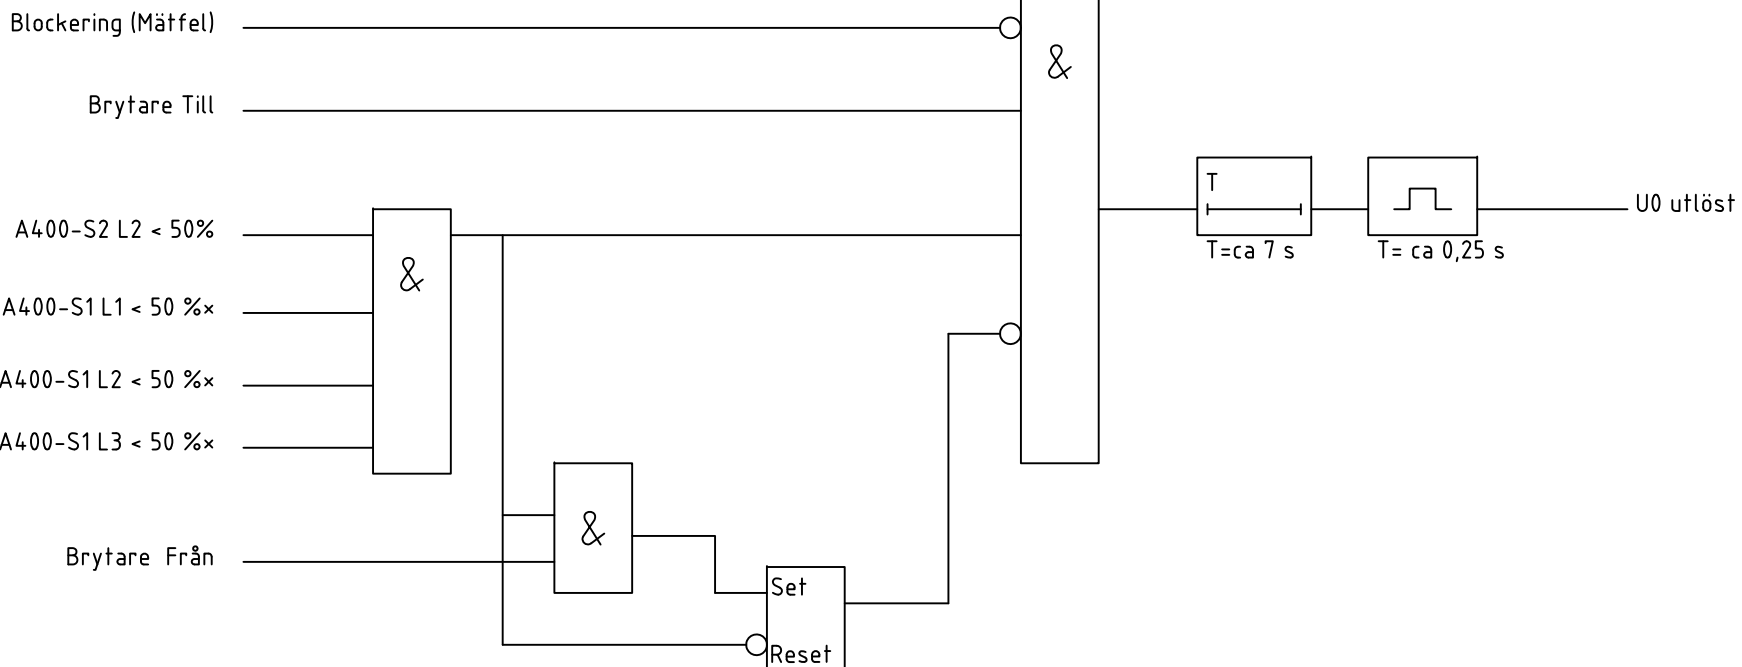 Blockering (Mätfel)
&
Brytare Till
T
A400-S2 L2 < 50%
&
T=ca 7 s
T= ca 0,25 s
U0 utlöst
A400-S1 L1 < 50 %×
A400-S1 L2 < 50 %×
A400-S1 L3 < 50 %×
&
Brytare Från
Set
Reset